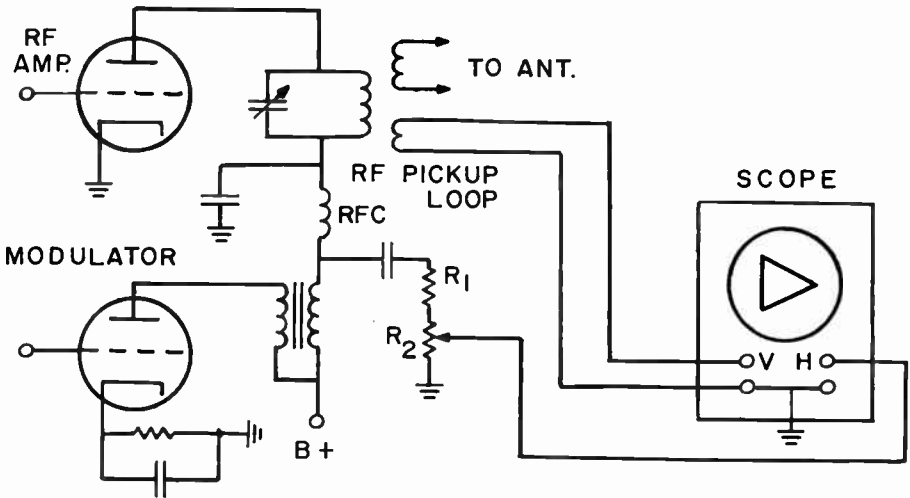 RF
AMP.
TO ANT.
RF PICKUP
LOOP
SCOPE
RFC
MODULATOR
R1
R2
V H
B+